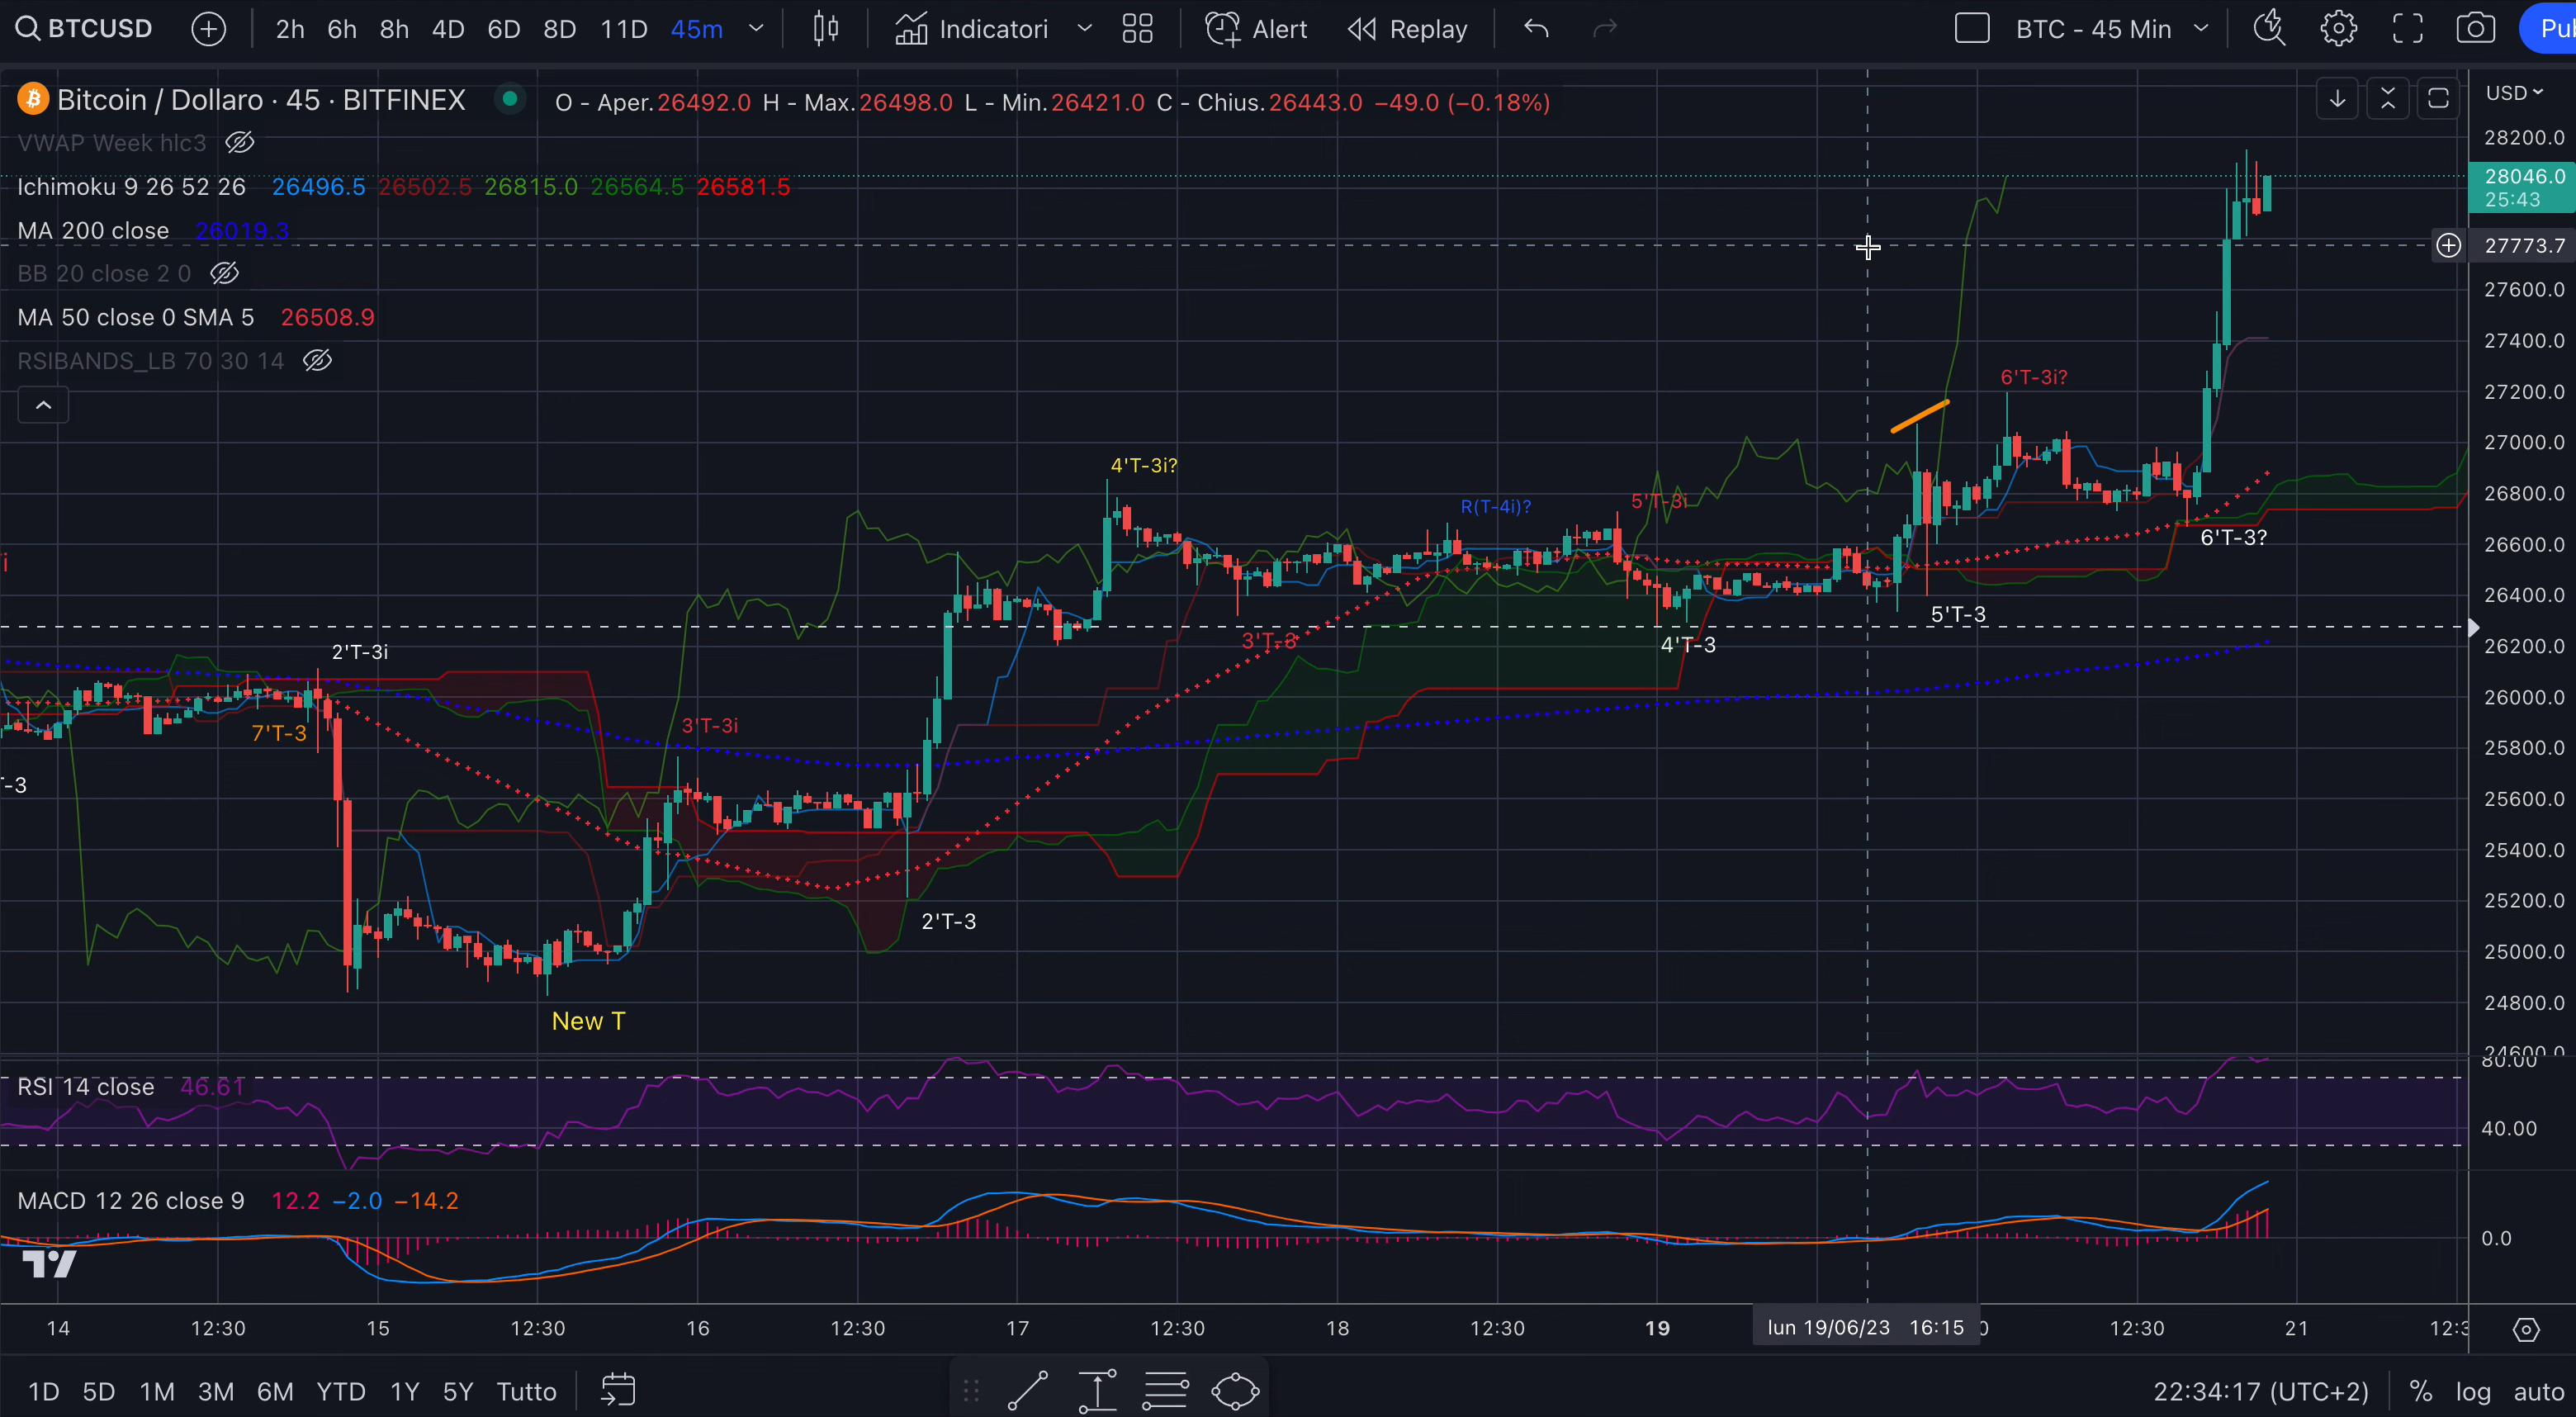 BTCUSD 2h 6h 8h 4D 6D 8D 11D 45m Indicatori Alert Replay BTC - 45 Min
Bitcoin / Dollaro · 45 · BITFINEX O - Aper.26492.0 H - Max.26498.0 L - Min.26421.0 C - Chius.26443.0 −49.0 (−0.18%)
USD
VWAP Week hlc3
Ichimoku 9 26 52 26 26496.5 26502.5 26815.0 26564.5 26581.5
MA 200 close 26019.3
BB 20 close 2 0
MA 50 close 0 SMA 5 26508.9
RSIBANDS_LB 70 30 14
28200.0
28046.0
25:43
27773.7
27600.0
27400.0
27200.0
27000.0
26800.0
26600.0
26400.0
26200.0
26000.0
25800.0
25600.0
25400.0
25200.0
25000.0
24800.0
24600.0
6'T-3i?
4'T-3i?
5'T-3i
R(T-4i)?
6'T-3?
5'T-3
3'T-3
4'T-3
2'T-3i
3'T-3i
7'T-3
-3
2'T-3
New T
RSI 14 close 46.61
80.00
40.00
MACD 12 26 close 9 12.2 −2.0 −14.2
0.0
14 12:30 15 12:30 16 12:30 17 12:30 18 12:30 19 lun 19/06/23 16:15 12:30 21
1D 5D 1M 3M 6M YTD 1Y 5Y Tutto 22:34:17 (UTC+2) % log auto